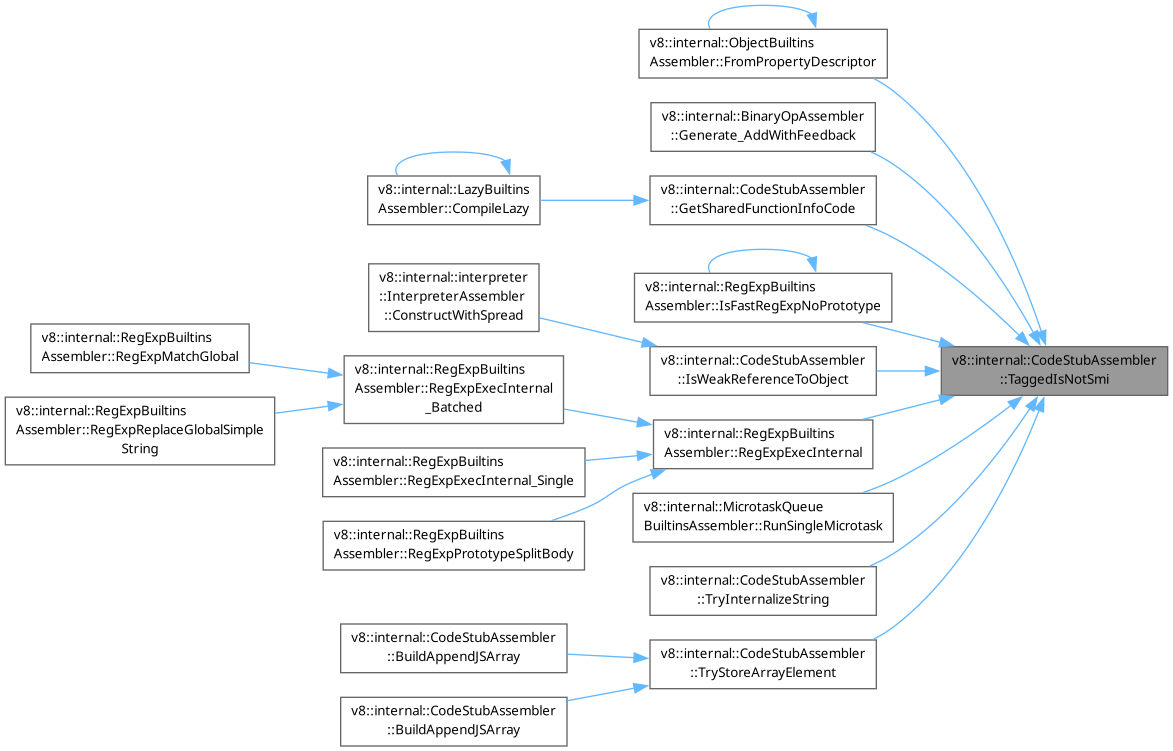 v8::internal::ObjectBuiltins
Assembler::FromPropertyDescriptor
v8::internal::BinaryOpAssembler
::Generate_AddWithFeedback
v8::internal::LazyBuiltins
Assembler::CompileLazy
v8::internal::CodeStubAssembler
::GetSharedFunctionInfoCode
v8::internal::interpreter
::InterpreterAssembler
::ConstructWithSpread
v8::internal::RegExpBuiltins
Assembler::IsFastRegExpNoPrototype
v8::internal::RegExpBuiltins
Assembler::RegExpMatchGlobal
v8::internal::RegExpBuiltins
Assembler::RegExpExecInternal
_Batched
v8::internal::CodeStubAssembler
::IsWeakReferenceToObject
v8::internal::CodeStubAssembler
::TaggedIsNotSmi
v8::internal::RegExpBuiltins
Assembler::RegExpReplaceGlobalSimple
String
v8::internal::RegExpBuiltins
Assembler::RegExpExecInternal
v8::internal::RegExpBuiltins
Assembler::RegExpExecInternal_Single
v8::internal::MicrotaskQueue
BuiltinsAssembler::RunSingleMicrotask
v8::internal::RegExpBuiltins
Assembler::RegExpPrototypeSplitBody
v8::internal::CodeStubAssembler
::TryInternalizeString
v8::internal::CodeStubAssembler
::BuildAppendJSArray
v8::internal::CodeStubAssembler
::TryStoreArrayElement
v8::internal::CodeStubAssembler
::BuildAppendJSArray